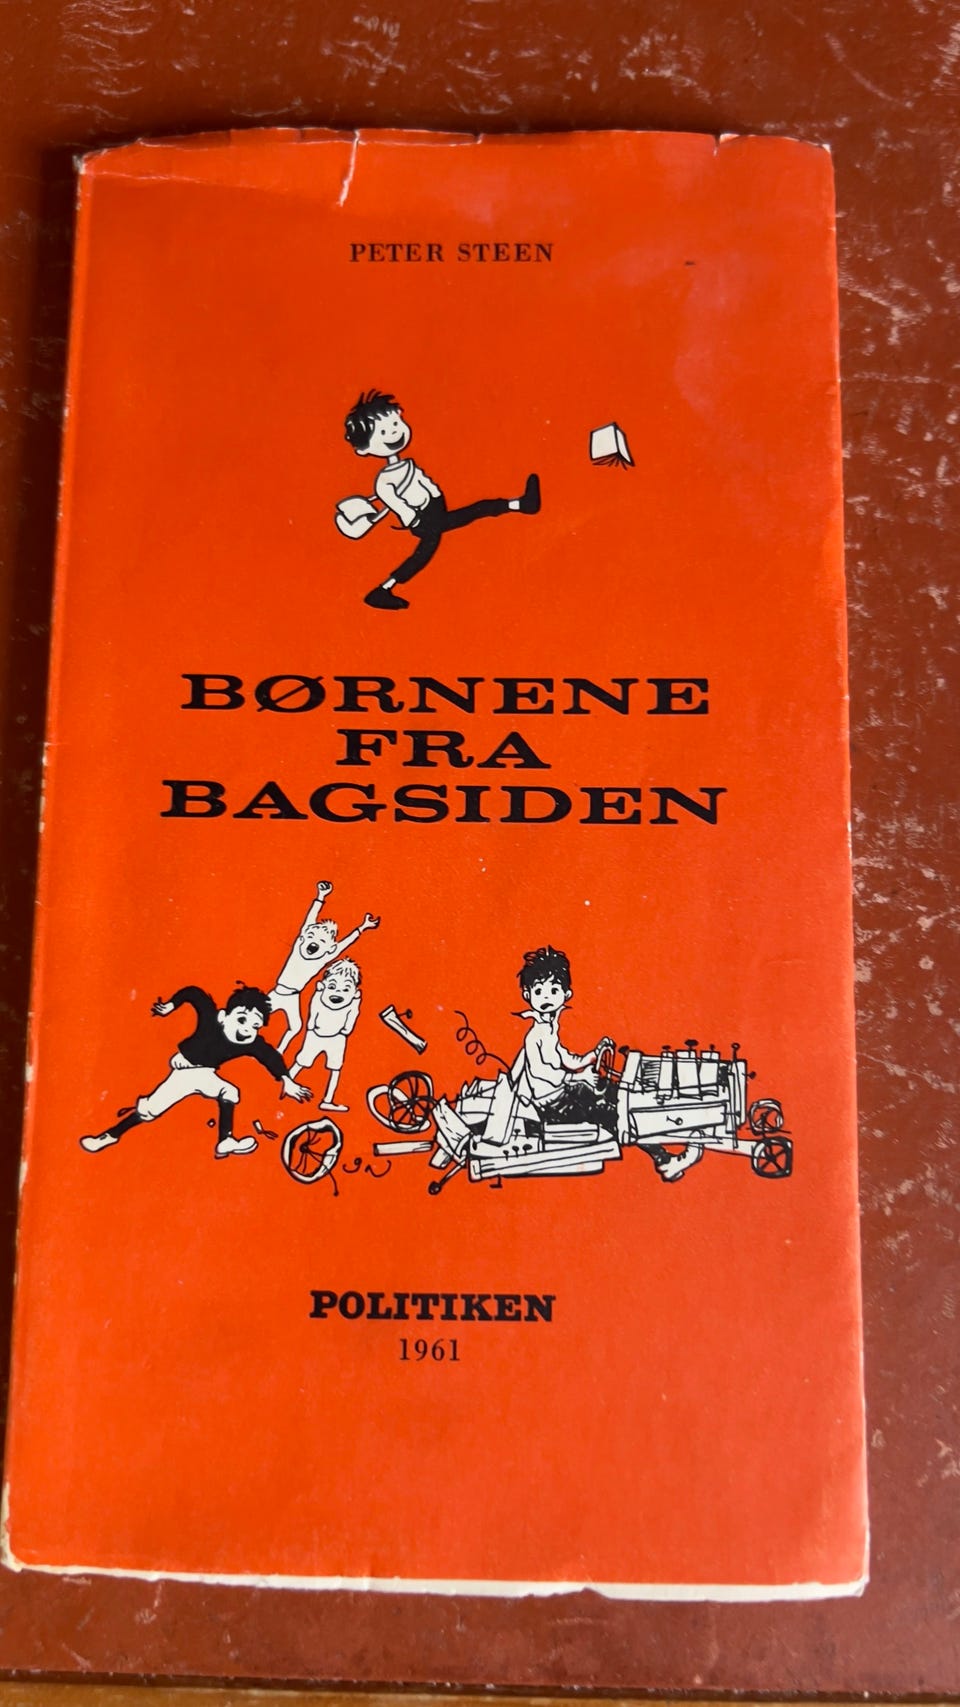 PETER STEEN
BØRNENE
FRA
BAGSIDEN
POLITIKEN
1961